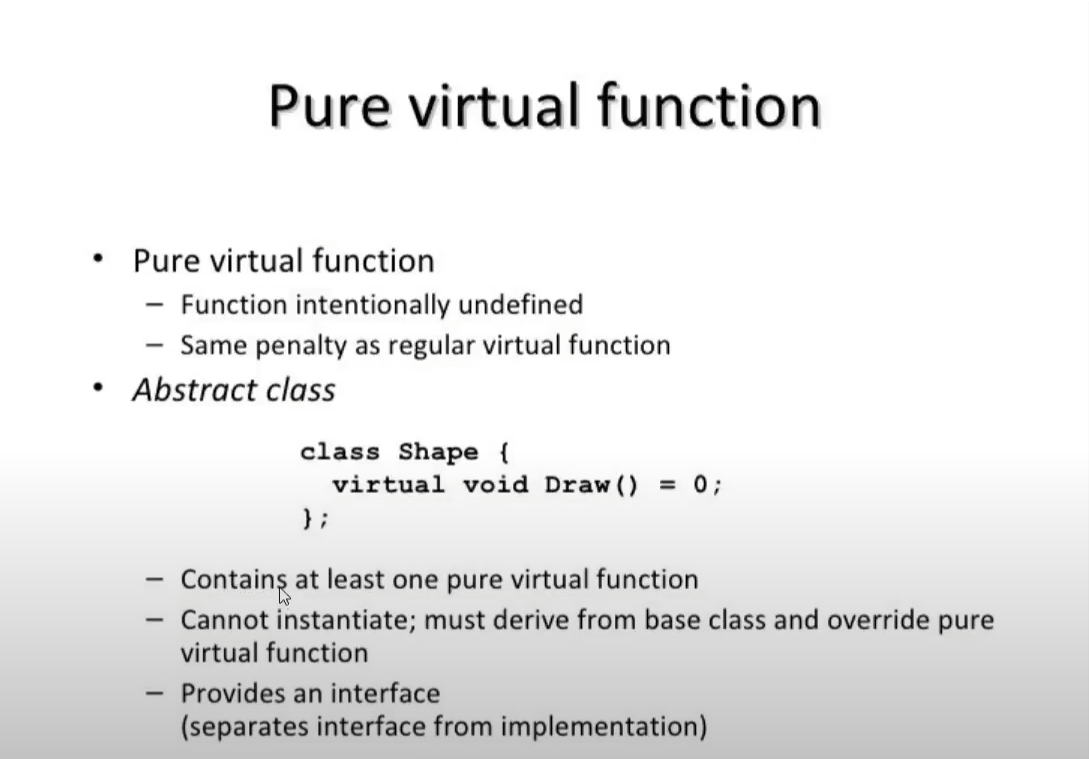 Pure virtual function
• Pure virtual function
– Function intentionally undefined
– Same penalty as regular virtual function
• Abstract class
class Shape {
virtual void Draw() = 0;
};
– Contains at least one pure virtual function
– Cannot instantiate; must derive from base class and override pure
virtual function
– Provides an interface
(separates interface from implementation)